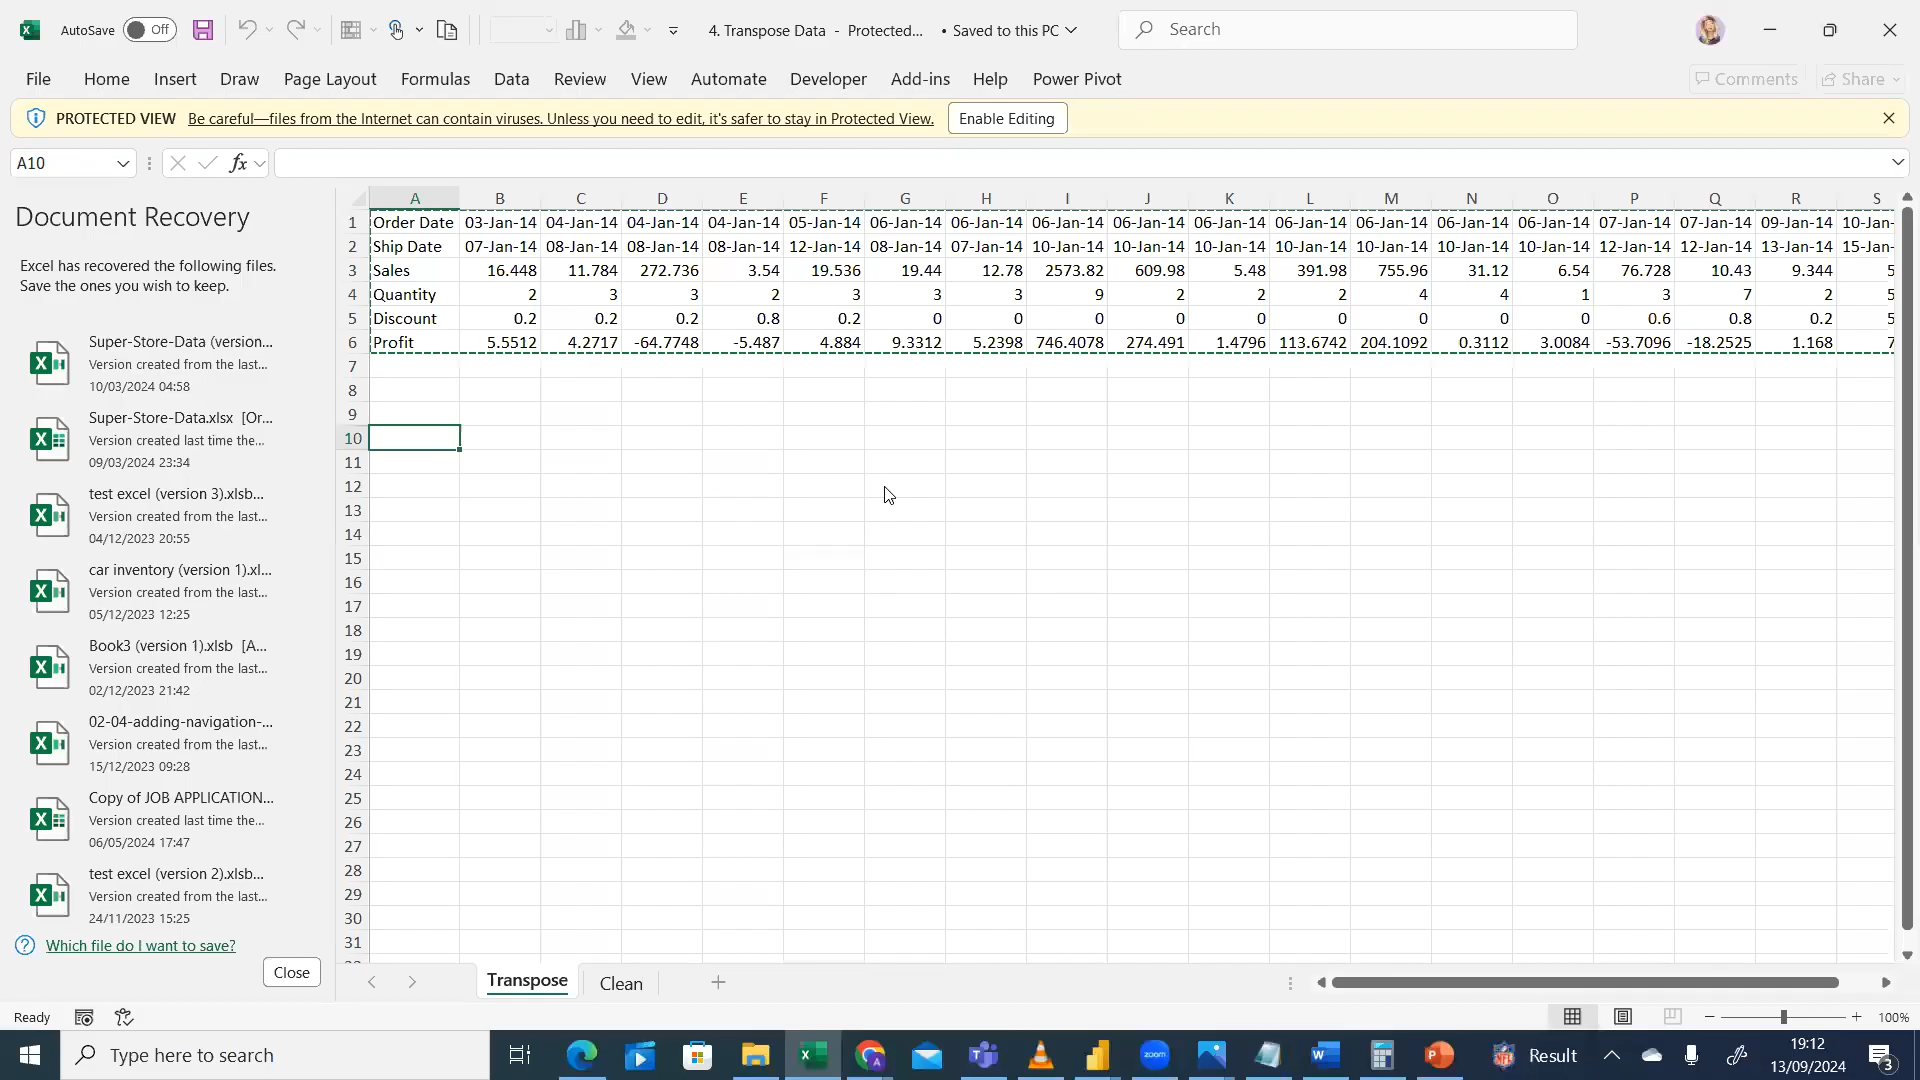 AutoSave Off 4. Transpose Data - Protected... • Saved to this PC Search
File Home Insert Draw Page Layout Formulas Data Review View Automate Developer Add-ins Help Power Pivot Comments Share
PROTECTED VIEW Be careful—files from the Internet can contain viruses. Unless you need to edit, it's safer to stay in Protected View. Enable Editing
A10 fx
Document Recovery
Excel has recovered the following files.
Save the ones you wish to keep.
Super-Store-Data (version...
Version created from the last...
10/03/2024 04:58
Super-Store-Data.xlsx [Or...
Version created last time the...
09/03/2024 23:34
test excel (version 3).xlsb...
Version created from the last...
04/12/2023 20:55
car inventory (version 1).xl...
Version created from the last...
05/12/2023 12:25
Book3 (version 1).xlsb [A...
Version created from the last...
02/12/2023 21:42
02-04-adding-navigation-...
Version created from the last...
15/12/2023 09:28
Copy of JOB APPLICATION...
Version created last time the...
06/05/2024 17:47
test excel (version 2).xlsb...
Version created from the last...
24/11/2023 15:25
Which file do I want to save?
Close
A B C D E F G H I J K L M N O P Q R S
1 Order Date 03-Jan-14 04-Jan-14 04-Jan-14 04-Jan-14 05-Jan-14 06-Jan-14 06-Jan-14 06-Jan-14 06-Jan-14 06-Jan-14 06-Jan-14 06-Jan-14 06-Jan-14 06-Jan-14 07-Jan-14 07-Jan-14 09-Jan-14 10-Jan-
2 Ship Date 07-Jan-14 08-Jan-14 08-Jan-14 08-Jan-14 12-Jan-14 08-Jan-14 07-Jan-14 10-Jan-14 10-Jan-14 10-Jan-14 10-Jan-14 10-Jan-14 10-Jan-14 10-Jan-14 12-Jan-14 12-Jan-14 13-Jan-14 15-Jan-
3 Sales 16.448 11.784 272.736 3.54 19.536 19.44 12.78 2573.82 609.98 5.48 391.98 755.96 31.12 6.54 76.728 10.43 9.344 5
4 Quantity 2 3 3 2 3 3 3 9 2 2 2 4 4 1 3 7 2 5
5 Discount 0.2 0.2 0.2 0.8 0.2 0 0 0 0 0 0 0 0 0 0.6 0.8 0.2 5
6 Profit 5.5512 4.2717 -64.7748 -5.487 4.884 9.3312 5.2398 746.4078 274.491 1.4796 113.6742 204.1092 0.3112 3.0084 -53.7096 -18.2525 1.168 7
7
8
9
10
11
12
13
14
15
16
17
18
19
20
21
22
23
24
25
26
27
28
29
30
31
Transpose Clean
Ready 100%
Type here to search zoom Result 19:12
13/09/2024 3